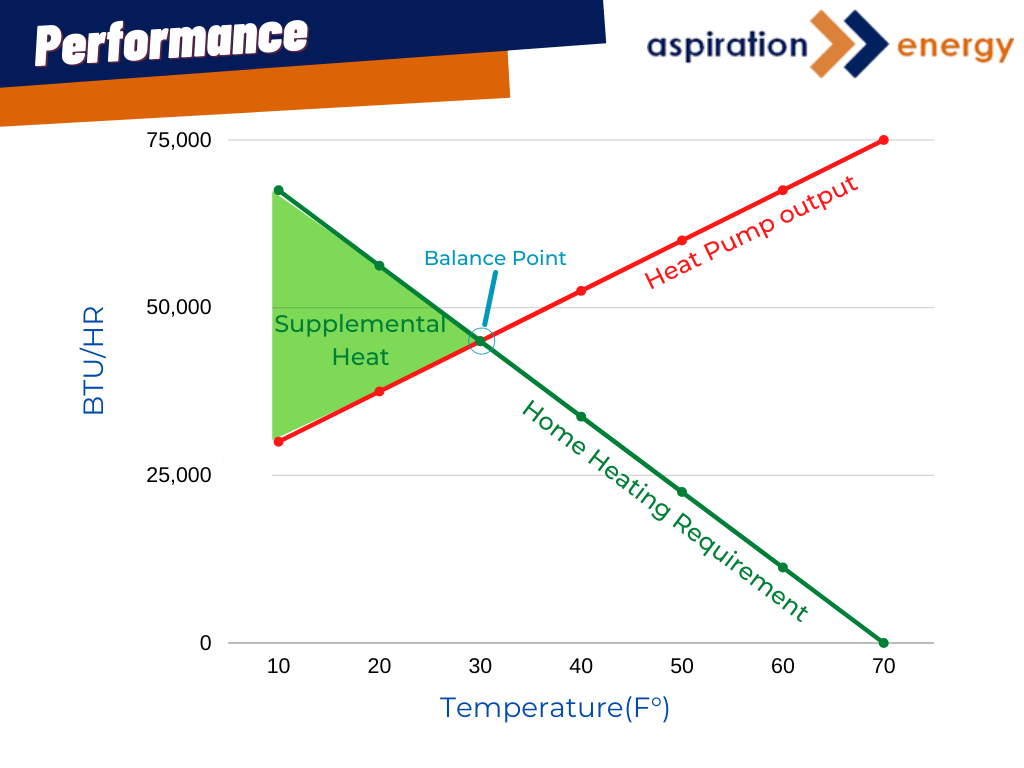 Performance
aspiration energy
75,000
Heat Pump output
Balance Point
50,000
Supplemental
Heat
BTU/HR
Home Heating Requirement
25,000
0
10 20 30 40 50 60 70
Temperature(F°)